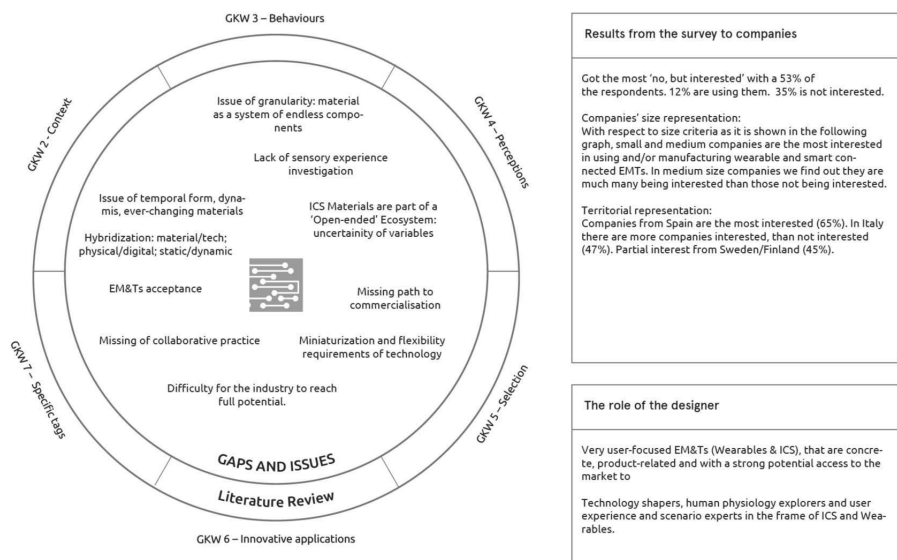 GKW 3 – Behaviours
GKW 2 - Context
GKW 4 – Perceptions
Issue of granularity: material
as a system of endless compo-
nents
Lack of sensory experience
investigation
Issue of temporal form, dyna-
mis, ever-changing materials
ICS Materials are part of a
'Open-ended' Ecosystem:
uncertainity of variables
Hybridization: material/tech;
physical/digital; static/dynamic
EM&Ts acceptance
Missing path to
commercialisation
Missing of collaborative practice
Miniaturization and flexibility
requirements of technology
Difficulty for the industry to reach
full potential.
GKW 7 – Specific tags
GKW 5 – Selection
GAPS AND ISSUES
Literature Review
GKW 6 – Innovative applications
Results from the survey to companies
Got the most 'no, but interested' with a 53% of
the respondents. 12% are using them. 35% is not interested.
Companies' size representation:
With respect to size criteria as it is shown in the following
graph, small and medium companies are the most interested
in using and/or manufacturing wearable and smart con-
nected EMTs. In medium size companies we find out they are
much many being interested than those not being interested.
Territorial representation:
Companies from Spain are the most interested (65%). In Italy
there are more companies interested, than not interested
(47%). Partial interest from Sweden/Finland (45%).
The role of the designer
Very user-focused EM&Ts (Wearables & ICS), that are concre-
te, product-related and with a strong potential access to the
market to
Technology shapers, human physiology explorers and user
experience and scenario experts in the frame of ICS and Wea-
rables.